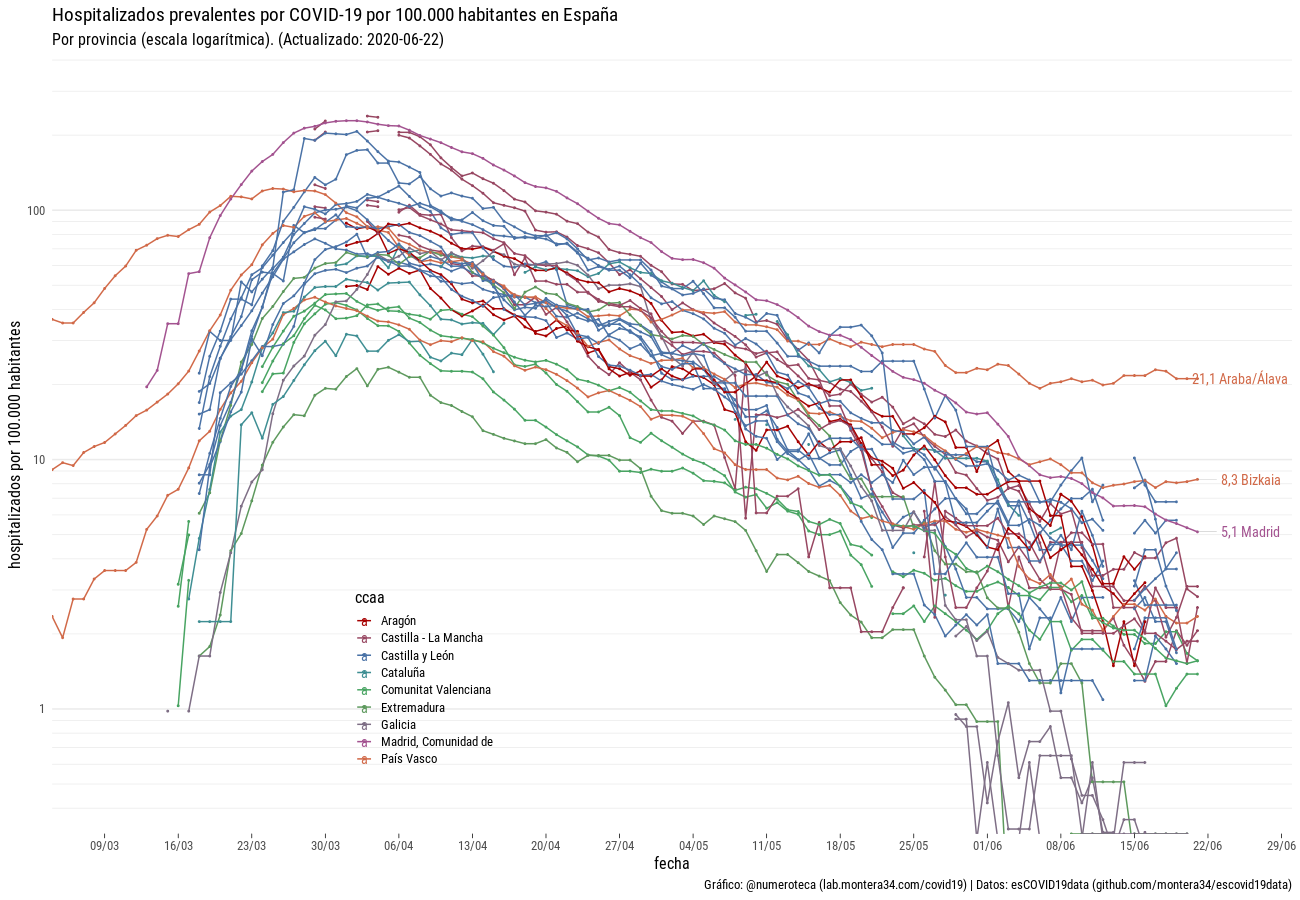 Hospitalizados prevalentes por COVID-19 por 100.000 habitantes en España
Por provincia (escala logarítmica). (Actualizado: 2020-06-22)
hospitalizados por 100.000 habitantes
100
10
1
21,1 Araba/Álava
8,3 Bizkaia
5,1 Madrid
ccaa
Aragón
Castilla - La Mancha
Castilla y León
Cataluña
Comunitat Valenciana
Extremadura
Galicia
Madrid, Comunidad de
País Vasco
09/03 16/03 23/03 30/03 06/04 13/04 20/04 27/04 04/05 11/05 18/05 25/05 01/06 08/06 15/06 22/06 29/06
fecha
Gráfico: @numeroteca (lab.montera34.com/covid19) | Datos: esCOVID19data (github.com/montera34/escovid19data)